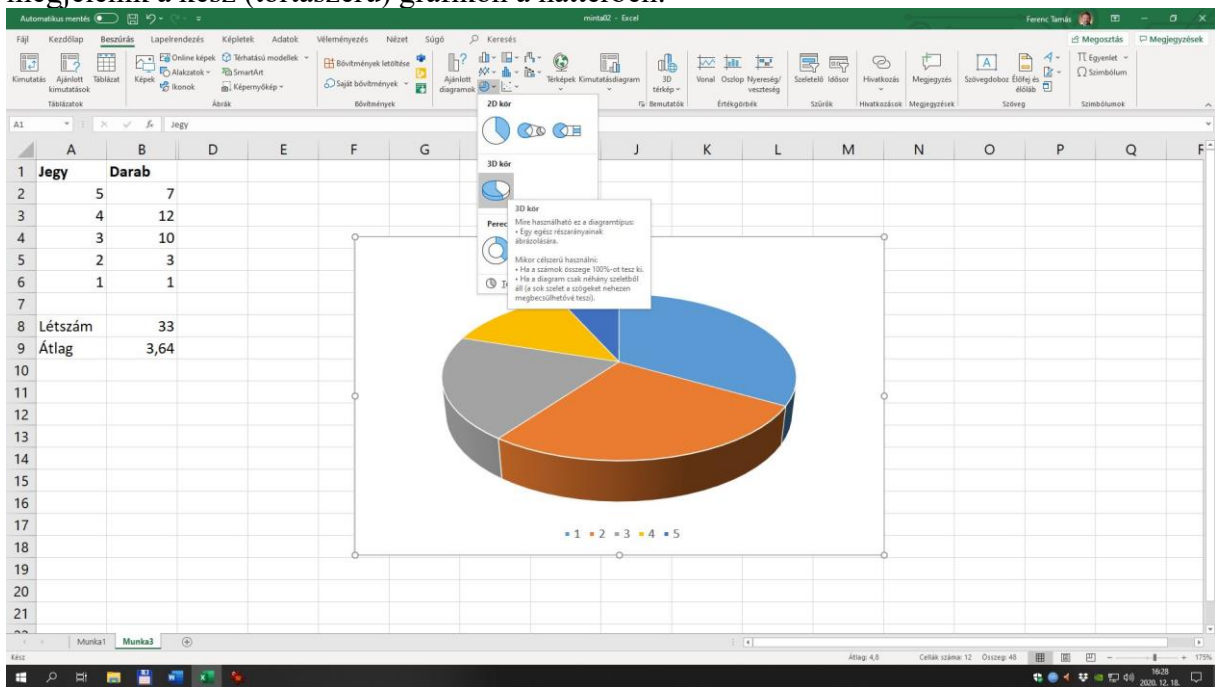 megjelenik a kész (tortaszerű) grafikon a háttérben.
Automatikus mentés
minta02 - Excel
Ferenc Tamás
Fájl Kezdőlap Beszúrás Lapelrendezés Képletek Adatok Véleményezés Nézet Súgó Keresés
Megosztás Megjegyzések
Kimutatás Ajánlott kimutatások Táblázat
Táblázatok
Képek Online képek Alakzatok Ikonok Térhatású modellek SmartArt Képernyőkép
Ábrák
Bővítmények letöltése
Saját bővítmények
Bővítmények
Ajánlott diagramok
Térképek Kimutatásdiagram
3D térkép
Bemutatók
Vonal Oszlop Nyereség/veszteség
Értékgörbék
Szeletelő Idősor
Szűrők
Hivatkozás
Hivatkozások
Megjegyzés
Megjegyzések
Szövegdoboz Élőfej és élőláb
Szöveg
Egyenlet
Szimbólum
Szimbólumok
A1 fx Jegy
A B D E F G J K L M N O P Q
1 Jegy Darab
2 5 7
3 4 12
4 3 10
5 2 3
6 1 1
7
8 Létszám 33
9 Átlag 3,64
10
11
12
13
14
15
16
17
18
19
20
21
2D kör
3D kör
Perec
3D kör
Mire használható ez a diagramtípus:
• Egy egész részarányainak
ábrázolására.
Mikor célszerű használni:
• Ha a számok összege 100%-ot tesz ki.
• Ha a diagram csak néhány szeletből
áll (a sok szelet a szögeket nehezen
megbecsülhetővé teszi).
1 2 3 4 5
Munka1 Munka3
Kész
Átlag: 4,8 Cellák száma: 12 Összeg: 48 175%
16:28
2020. 12. 18.